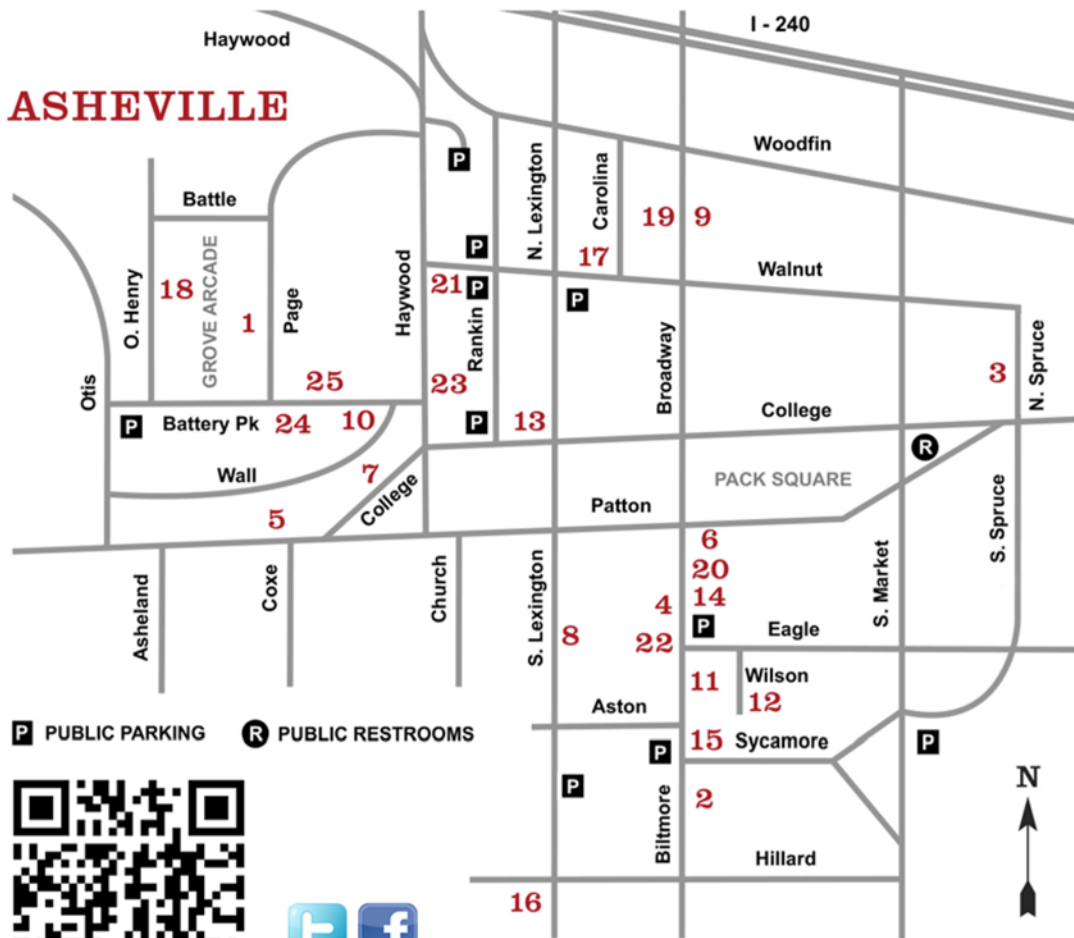 I - 240
Haywood
ASHEVILLE
Woodfin
P
N. Lexington
Carolina
Battle
19
9
P
17
Walnut
O. Henry
18
GROVE ARCADE
1
Page
Haywood
21
P
P
Rankin
Broadway
N. Spruce
Otis
25
23
3
P
Battery Pk
24
10
P
13
College
R
Wall
7
College
PACK SQUARE
5
Patton
S. Spruce
6
20
Asheland
Coxe
Church
S. Lexington
4
14
S. Market
8
22
P
Eagle
11
Wilson
12
Aston
P PUBLIC PARKING
R PUBLIC RESTROOMS
15
Sycamore
P
P
P
2
N
Biltmore
Hillard
16
t
f